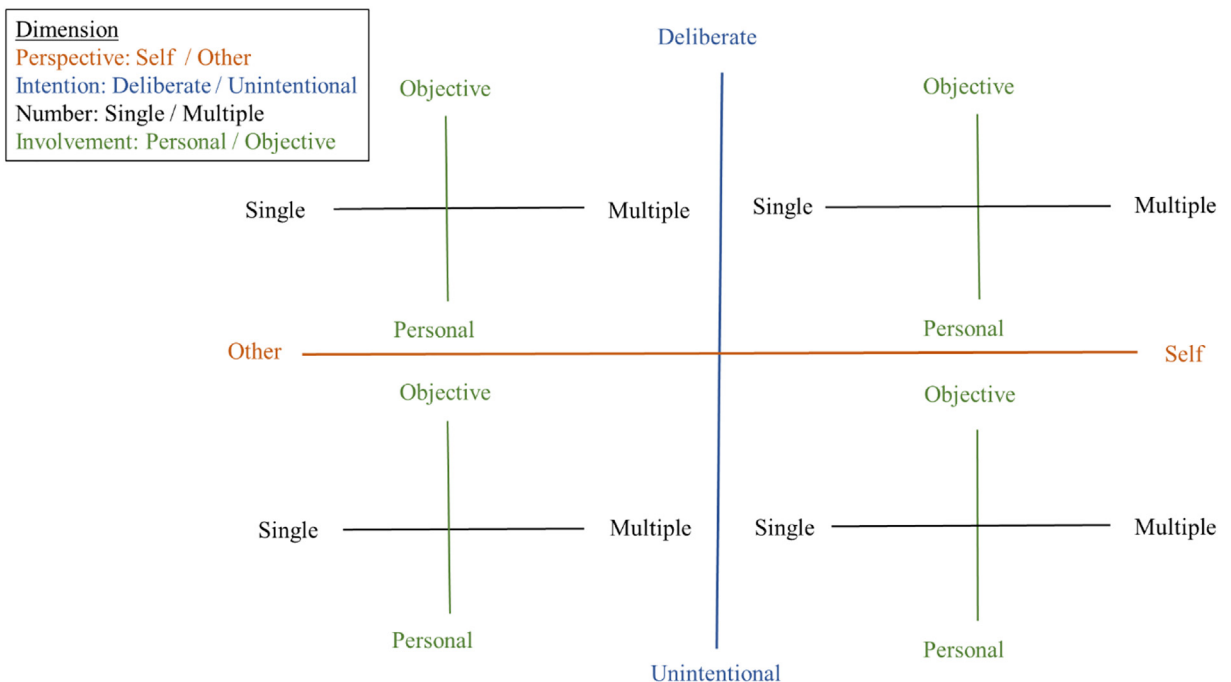 Dimension
Perspective: Self / Other
Intention: Deliberate / Unintentional
Number: Single / Multiple
Involvement: Personal / Objective
Deliberate
Objective
Objective
Single
Multiple
Single
Multiple
Personal
Personal
Other
Self
Objective
Objective
Single
Multiple
Single
Multiple
Personal
Personal
Unintentional